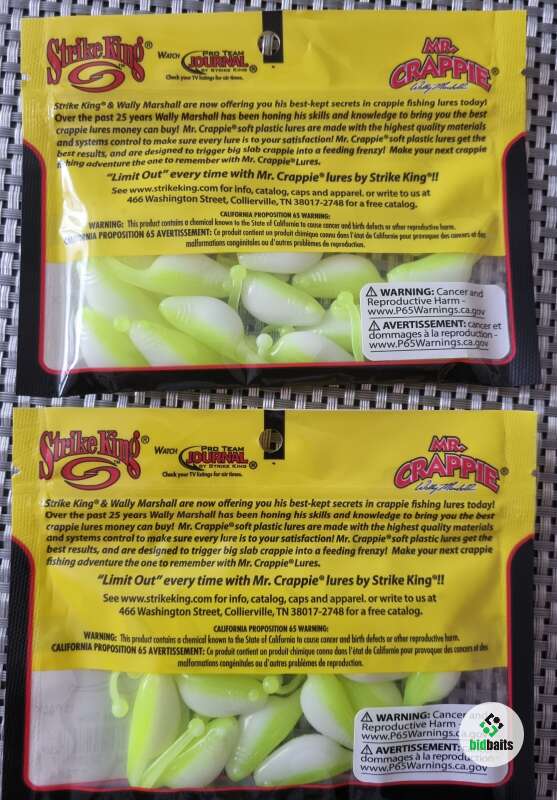 Strike King®
WATCH PRO TEAM JOURNAL BY STRIKE KING ®
Check your TV listings for air times.
MR. CRAPPIE®
Wally Marshall
Strike King® & Wally Marshall are now offering you his best-kept secrets in crappie fishing lures today!
Over the past 25 years Wally Marshall has been honing his skills and knowledge to bring you the best
crappie lures money can buy! Mr. Crappie® soft plastic lures are made with the highest quality materials
and systems control to make sure every lure is to your satisfaction! Mr. Crappie® soft plastic lures get the
best results, and are designed to trigger big slab crappie into a feeding frenzy! Make your next crappie
fishing adventure the one to remember with Mr. Crappie® Lures.
"Limit Out" every time with Mr. Crappie® lures by Strike King®!!
See www.strikeking.com for info, catalog, caps and apparel. or write to us at
466 Washington Street, Collierville, TN 38017-2748 for a free catalog.
CALIFORNIA PROPOSITION 65 WARNING:
WARNING: This product contains a chemical known to the State of California to cause cancer and birth defects or other reproductive harm.
CALIFORNIA PROPOSITION 65 AVERTISSEMENT: Ce produit contient un produit chimique connu dans l'état de Californie pour provoquer des cancers et des
malformations congénitales ou d'autres problèmes de reproduction.
⚠ WARNING: Cancer and
Reproductive Harm -
www.P65Warnings.ca.gov
⚠ AVERTISSEMENT: cancer et
dommages à la reproduction -
www.P65Warnings.ca.gov
Strike King®
WATCH PRO TEAM JOURNAL BY STRIKE KING ®
Check your TV listings for air times.
MR. CRAPPIE®
Wally Marshall
Strike King® & Wally Marshall are now offering you his best-kept secrets in crappie fishing lures today!
Over the past 25 years Wally Marshall has been honing his skills and knowledge to bring you the best
crappie lures money can buy! Mr. Crappie® soft plastic lures are made with the highest quality materials
and systems control to make sure every lure is to your satisfaction! Mr. Crappie® soft plastic lures get the
best results, and are designed to trigger big slab crappie into a feeding frenzy! Make your next crappie
fishing adventure the one to remember with Mr. Crappie® Lures.
"Limit Out" every time with Mr. Crappie® lures by Strike King®!!
See www.strikeking.com for info, catalog, caps and apparel. or write to us at
466 Washington Street, Collierville, TN 38017-2748 for a free catalog.
CALIFORNIA PROPOSITION 65 WARNING:
WARNING: This product contains a chemical known to the State of California to cause cancer and birth defects or other reproductive harm.
CALIFORNIA PROPOSITION 65 AVERTISSEMENT: Ce produit contient un produit chimique connu dans l'état de Californie pour provoquer des cancers et des
malformations congénitales ou d'autres problèmes de reproduction.
⚠ WARNING: Cancer
Reproductive Harm -
www.P65Warnings.ca
⚠ AVERTISSEMENT:
dommages à la reproduction
www.P65Warnings.ca.gov
bidbaits